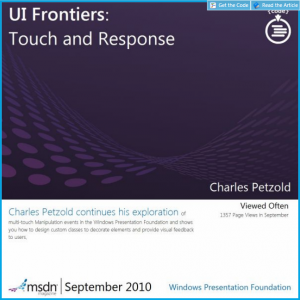 Get the Code
Read the Article
UI Frontiers:
{code}
Touch and Response
Charles Petzold
Charles Petzold continues his exploration of
multi-touch Manipulation events in the Windows Presentation Foundation and shows
you how to design custom classes to decorate elements and provide visual feedback
to users.
Viewed Often
1357 Page Views in September
msdn
magazine
September 2010
Windows Presentation Foundation